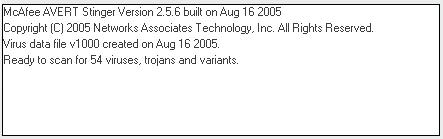 McAfee AVERT Stinger Version 2.5.6 built on Aug 16 2005
Copyright (C) 2005 Networks Associates Technology, Inc. All Rights Reserved.
Virus data file v1000 created on Aug 16 2005.
Ready to scan for 54 viruses, trojans and variants.